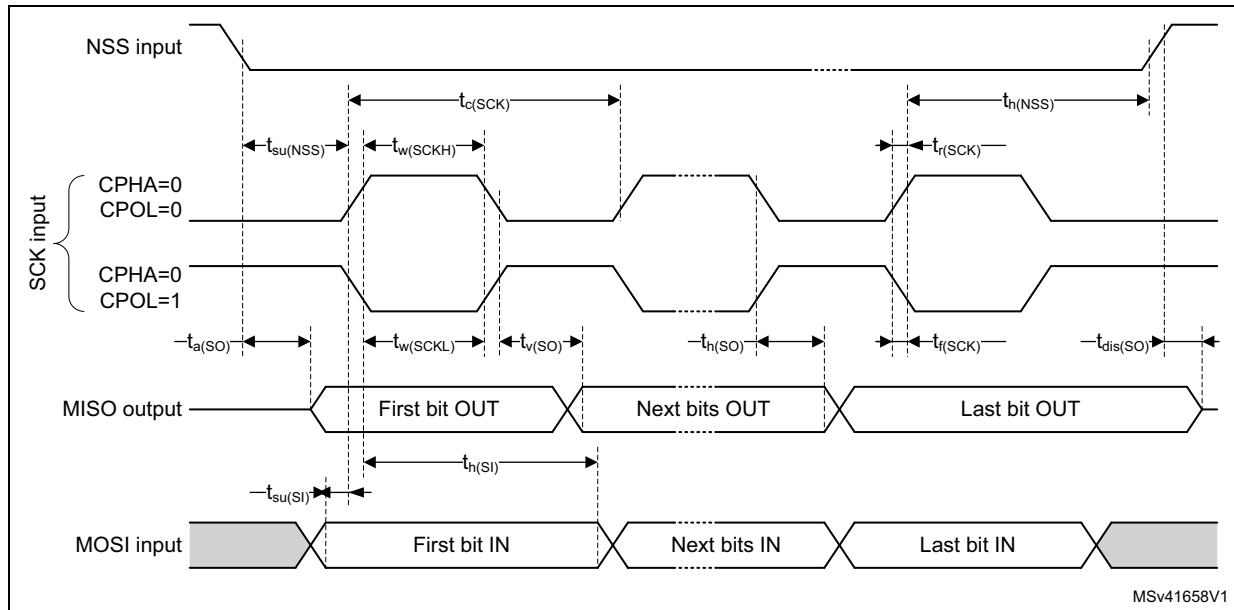 NSS input
tc(SCK)
th(NSS)
tsu(NSS)
tw(SCKH)
tr(SCK)
SCK input
CPHA=0
CPOL=0
CPHA=0
CPOL=1
ta(SO)
tw(SCKL)
tv(SO)
th(SO)
tf(SCK)
tdis(SO)
MISO output
First bit OUT
Next bits OUT
Last bit OUT
th(SI)
tsu(SI)
MOSI input
First bit IN
Next bits IN
Last bit IN
MSv41658V1